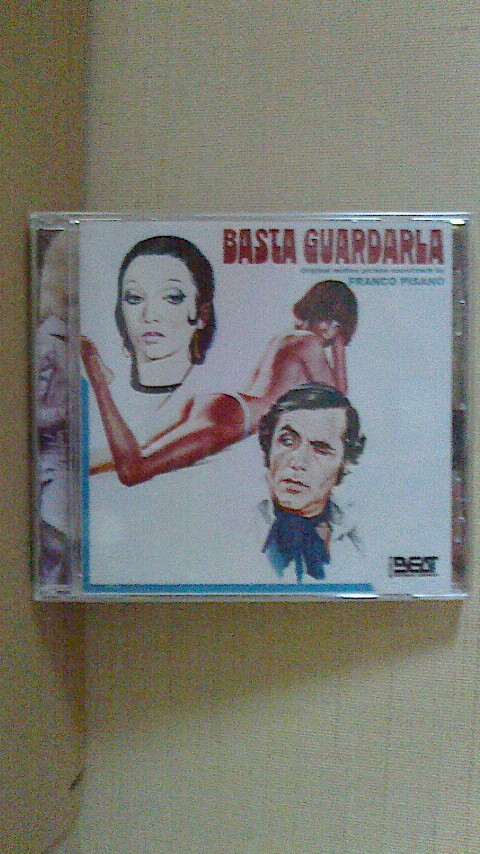 BASTA GUARDARLA
Original motion picture soundtrack by
FRANCO PISANO
BEAT